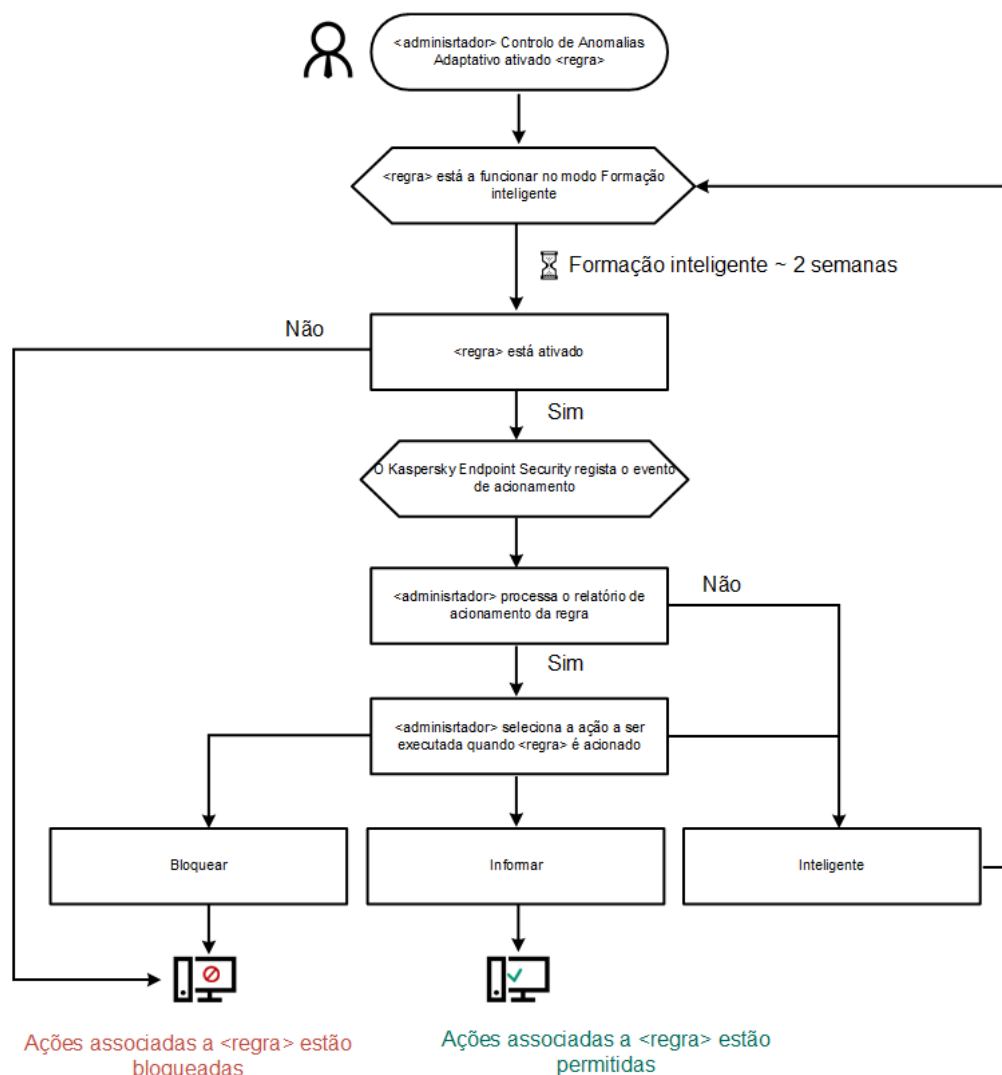 <adminisrtador> Controlo de Anomalias
Adaptativo ativado <regra>
<regra> está a funcionar no modo Formação
inteligente
Formação inteligente ~ 2 semanas
Não
<regra> está ativado
Sim
O Kaspersky Endpoint Security regista o evento
de acionamento
<adminisrtador> processa o relatório de
acionamento da regra
Não
Sim
<adminisrtador> seleciona a ação a ser
executada quando <regra> é acionado
Bloquear
Informar
Inteligente
Ações associadas a <regra> estão
bloqueadas
Ações associadas a <regra> estão
permitidas